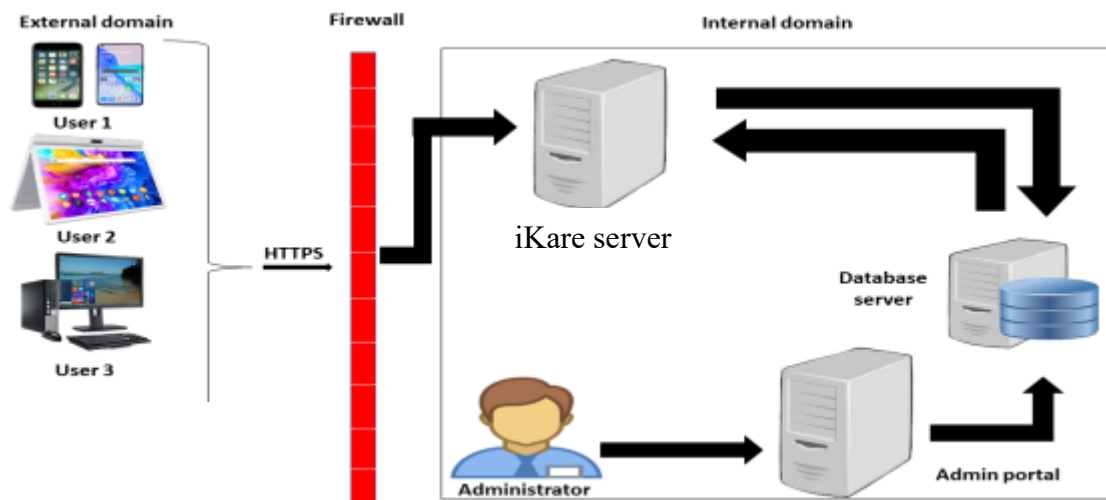 External domain
Firewall
Internal domain
User 1
User 2
HTTPS
User 3
iKare server
Database
server
Administrator
Admin portal